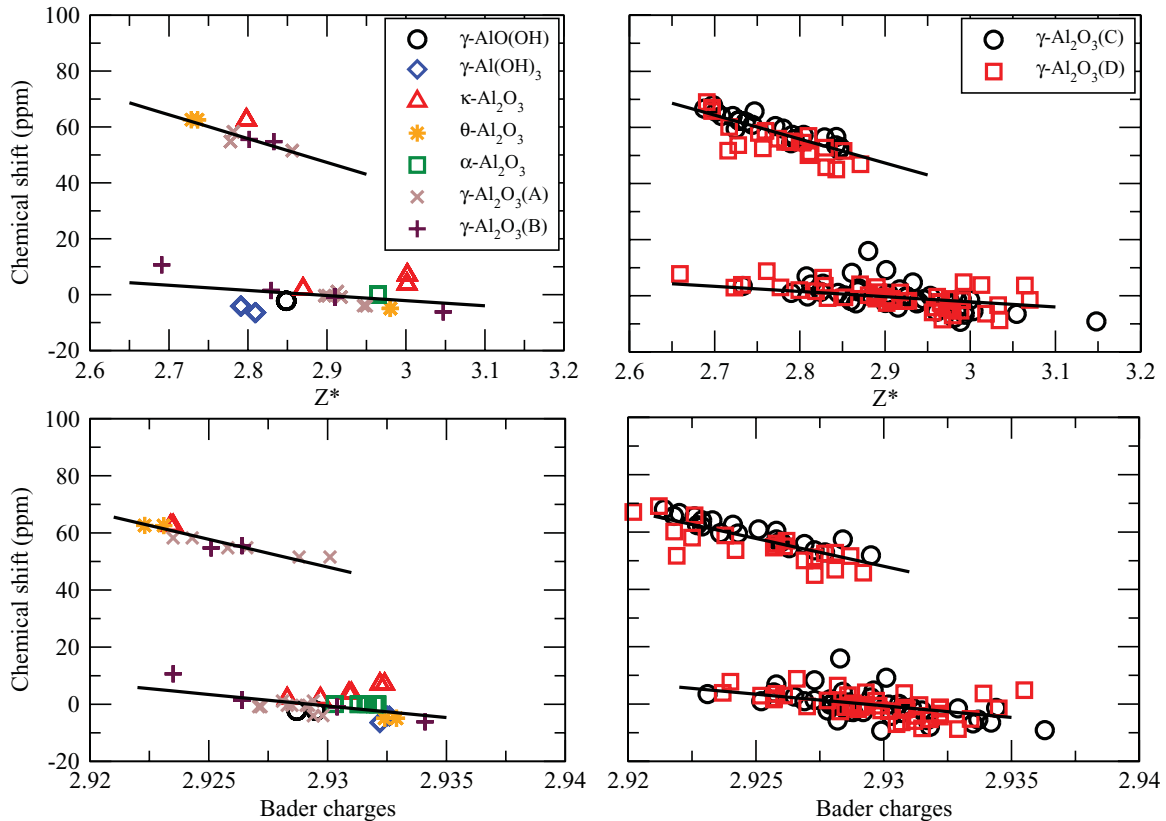 100
80
60
40
20
0
-20
Chemical shift (ppm)
γ-AlO(OH)
γ-Al(OH)₃
κ-Al₂O₃
θ-Al₂O₃
α-Al₂O₃
γ-Al₂O₃(A)
γ-Al₂O₃(B)
2.6 2.7 2.8 2.9 3 3.1 3.2
Z*
γ-Al₂O₃(C)
γ-Al₂O₃(D)
2.6 2.7 2.8 2.9 3 3.1 3.2
Z*
100
80
60
40
20
0
-20
Chemical shift (ppm)
2.92 2.925 2.93 2.935 2.94
Bader charges
2.92 2.925 2.93 2.935 2.94
Bader charges